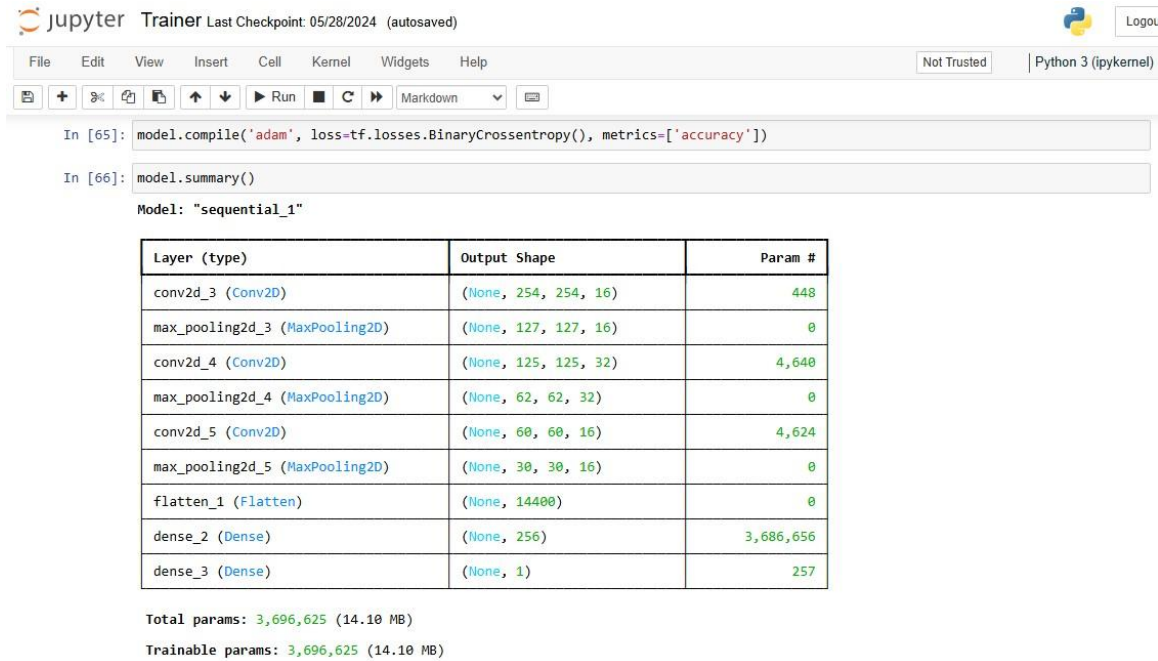 jupyter Trainer Last Checkpoint: 05/28/2024 (autosaved)
Logou
File Edit View Insert Cell Kernel Widgets Help Not Trusted Python 3 (ipykernel)
Run Markdown
In [65]: model.compile('adam', loss=tf.losses.BinaryCrossentropy(), metrics=['accuracy'])
In [66]: model.summary()
Model: "sequential_1"
Layer (type) Output Shape Param #
conv2d_3 (Conv2D) (None, 254, 254, 16) 448
max_pooling2d_3 (MaxPooling2D) (None, 127, 127, 16) 0
conv2d_4 (Conv2D) (None, 125, 125, 32) 4,640
max_pooling2d_4 (MaxPooling2D) (None, 62, 62, 32) 0
conv2d_5 (Conv2D) (None, 60, 60, 16) 4,624
max_pooling2d_5 (MaxPooling2D) (None, 30, 30, 16) 0
flatten_1 (Flatten) (None, 14400) 0
dense_2 (Dense) (None, 256) 3,686,656
dense_3 (Dense) (None, 1) 257
Total params: 3,696,625 (14.10 MB)
Trainable params: 3,696,625 (14.10 MB)